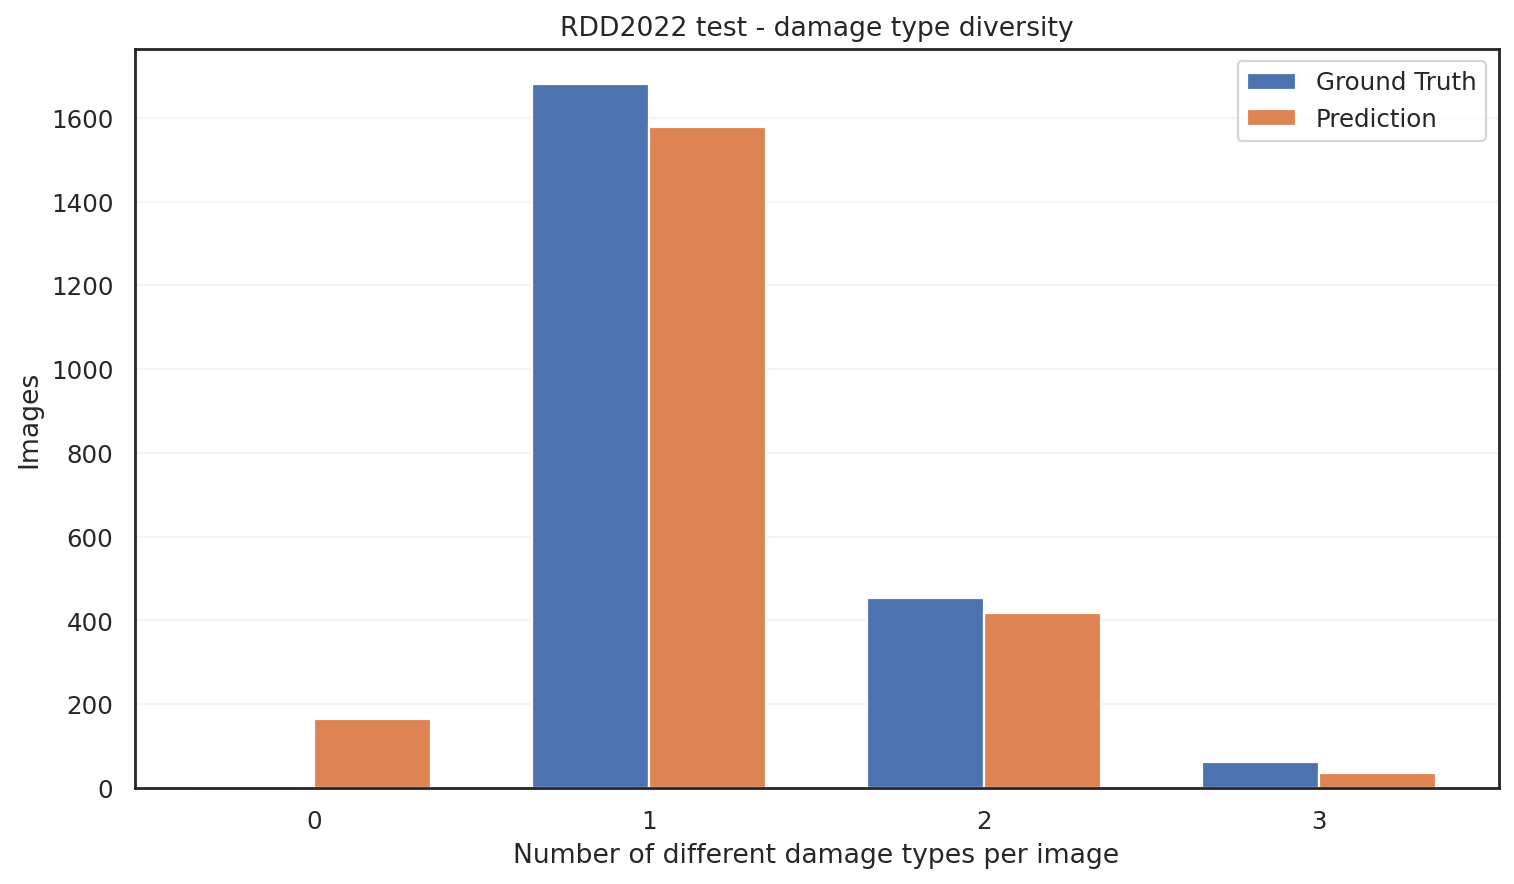 RDD2022 test - damage type diversity
Ground Truth
Prediction
1600
1400
1200
1000
800
600
400
200
0
Images
0 1 2 3
Number of different damage types per image